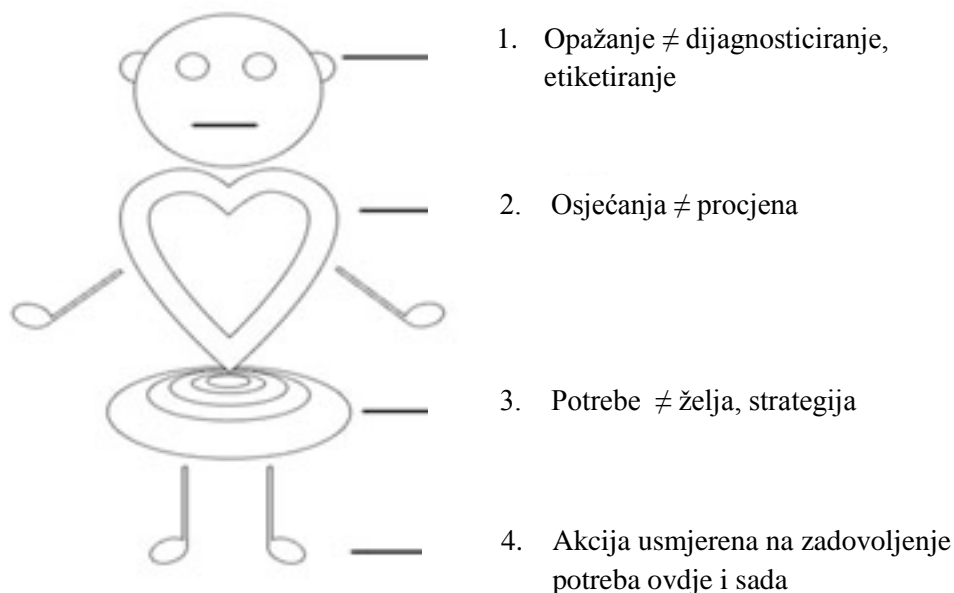 1. Opažanje ≠ dijagnosticiranje,
etiketiranje
2. Osjećanja ≠ procjena
3. Potrebe ≠ želja, strategija
4. Akcija usmjerena na zadovoljenje
potreba ovdje i sada